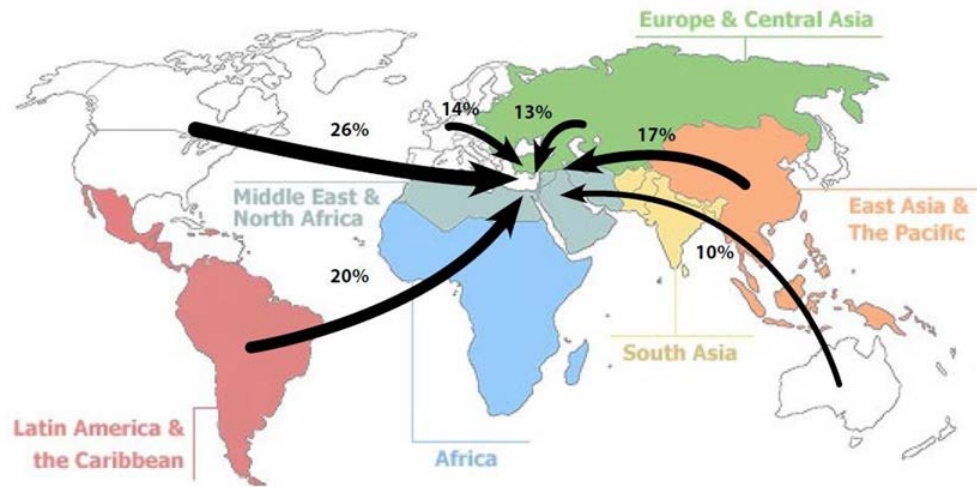 Europe & Central Asia
14%
13%
26%
17%
Middle East &
North Africa
East Asia &
The Pacific
10%
20%
South Asia
Latin America &
the Caribbean
Africa